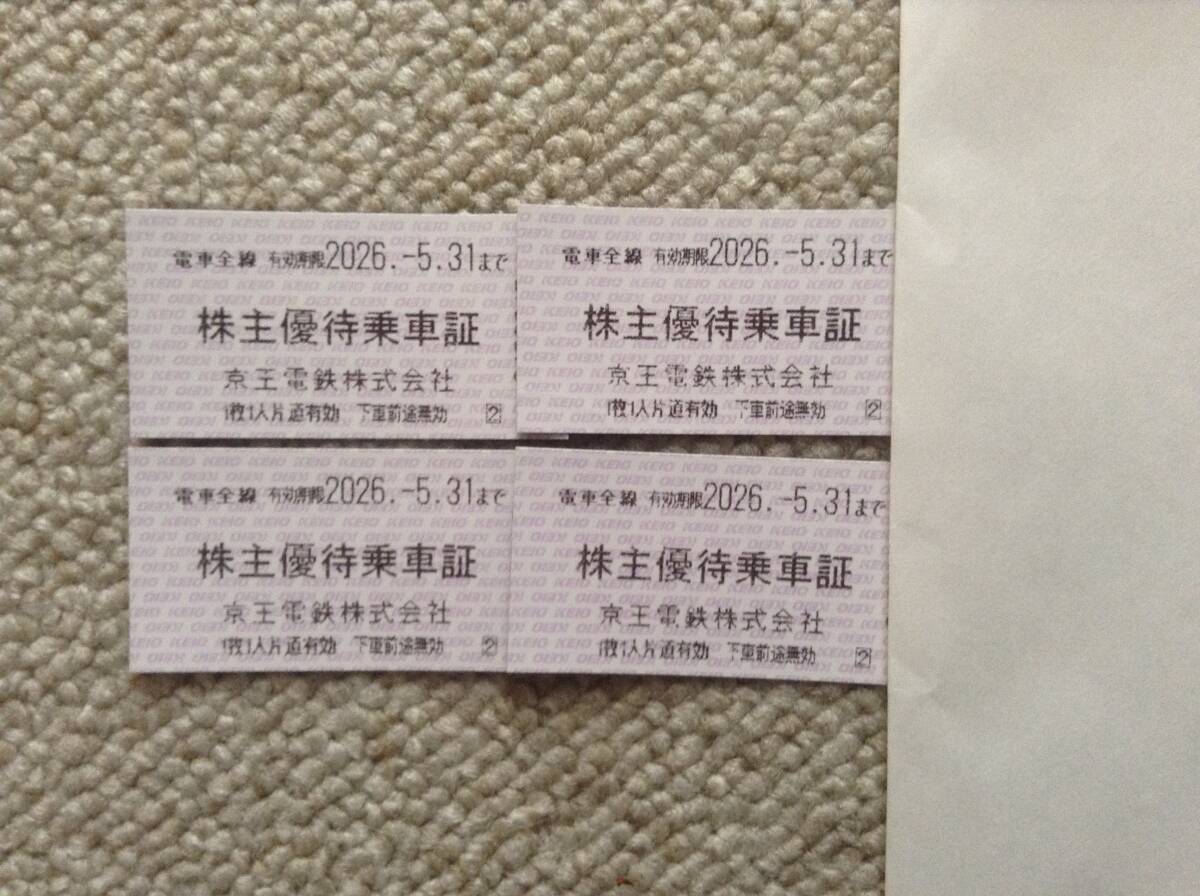 電車全線 有効期限2026.-5.31まで
株主優待乗車証
京王電鉄株式会社
1枚1人片道有効 下車前途無効 2
電車全線 有効期限2026.-5.31まで
株主優待乗車証
京王電鉄株式会社
1枚1人片道有効 下車前途無効 2
電車全線 有効期限2026.-5.31まで
株主優待乗車証
京王電鉄株式会社
1枚1人片道有効 下車前途無効 2
電車全線 有効期限2026.-5.31まで
株主優待乗車証
京王電鉄株式会社
1枚1人片道有効 下車前途無効 2